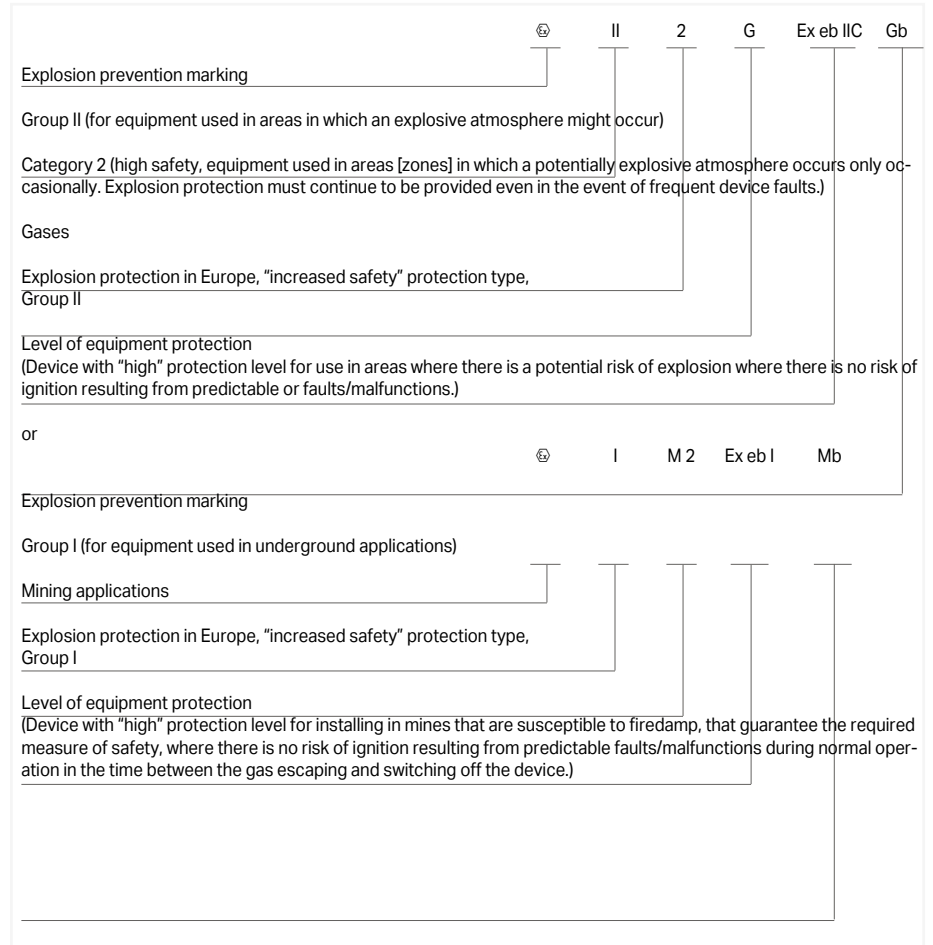 Ex II 2 G Ex eb IIC Gb
Explosion prevention marking
Group II (for equipment used in areas in which an explosive atmosphere might occur)
Category 2 (high safety, equipment used in areas [zones] in which a potentially explosive atmosphere occurs only oc-
casionally. Explosion protection must continue to be provided even in the event of frequent device faults.)
Gases
Explosion protection in Europe, “increased safety” protection type,
Group II
Level of equipment protection
(Device with “high” protection level for use in areas where there is a potential risk of explosion where there is no risk of
ignition resulting from predictable or faults/malfunctions.)
or
Ex I M 2 Ex eb I Mb
Explosion prevention marking
Group I (for equipment used in underground applications)
Mining applications
Explosion protection in Europe, “increased safety” protection type,
Group I
Level of equipment protection
(Device with “high” protection level for installing in mines that are susceptible to firedamp, that guarantee the required
measure of safety, where there is no risk of ignition resulting from predictable faults/malfunctions during normal oper-
ation in the time between the gas escaping and switching off the device.)